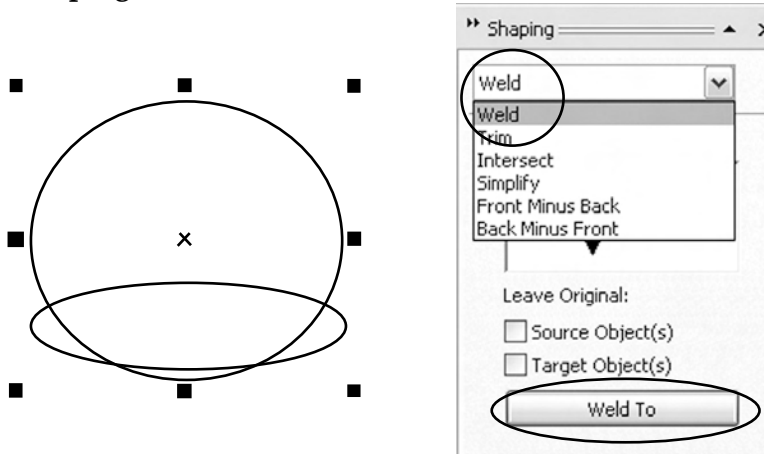 Shaping
Weld
Weld
Trim
Intersect
Simplify
Front Minus Back
Back Minus Front
Leave Original:
Source Object(s)
Target Object(s)
Weld To